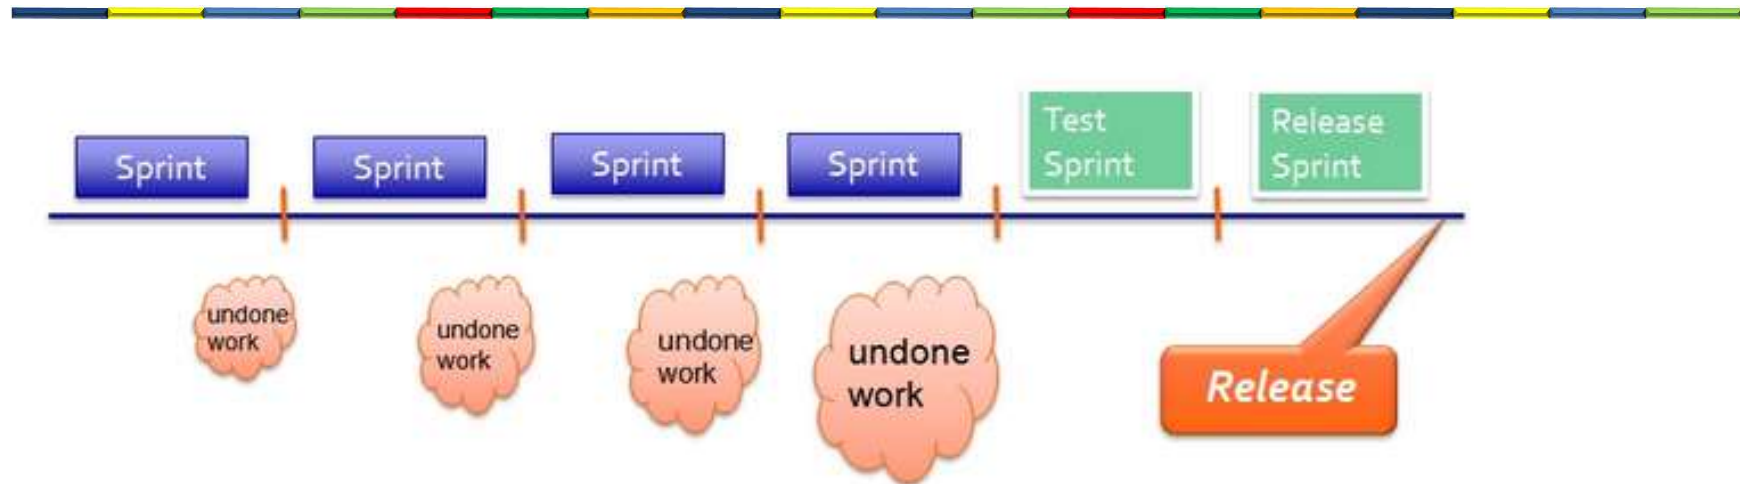 Sprint
Sprint
Sprint
Sprint
Test
Sprint
Release
Sprint
undone
work
undone
work
undone
work
undone
work
Release